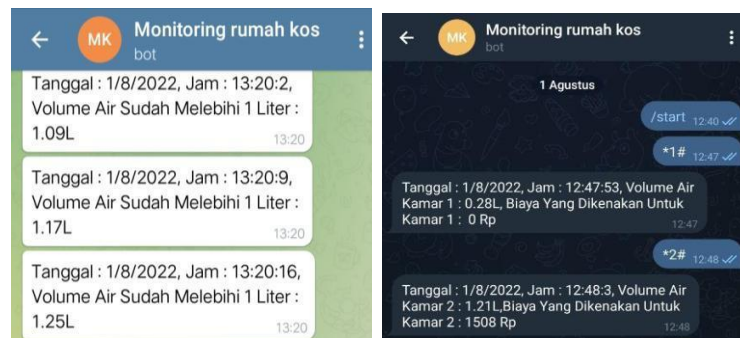 MK
Monitoring rumah kos
bot
Tanggal : 1/8/2022, Jam : 13:20:2,
Volume Air Sudah Melebihi 1 Liter :
1.09L
13:20
Tanggal : 1/8/2022, Jam : 13:20:9,
Volume Air Sudah Melebihi 1 Liter :
1.17L
13:20
Tanggal : 1/8/2022, Jam : 13:20:16,
Volume Air Sudah Melebihi 1 Liter :
1.25L
13:20
MK
Monitoring rumah kos
bot
1 Agustus
/start 12:40
*1# 12:47
Tanggal : 1/8/2022, Jam : 12:47:53, Volume Air
Kamar 1 : 0.28L, Biaya Yang Dikenakan Untuk
Kamar 1 : 0 Rp
12:47
*2# 12:48
Tanggal : 1/8/2022, Jam : 12:48:3, Volume Air
Kamar 2 : 1.21L,Biaya Yang Dikenakan Untuk
Kamar 2 : 1508 Rp
12:48